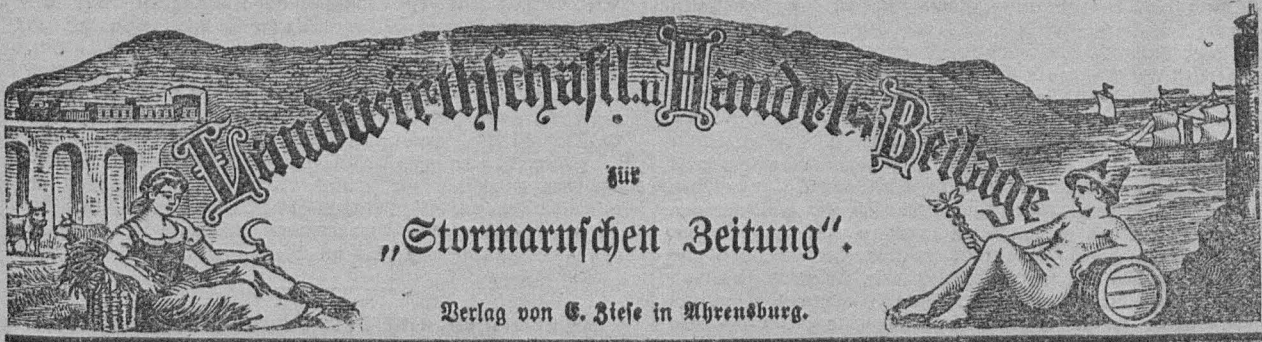 Landwirthschaftl. u. Handels-Beilage
zur
„Stormarnschen Zeitung“.
Verlag von E. Ziese in Ahrensburg.